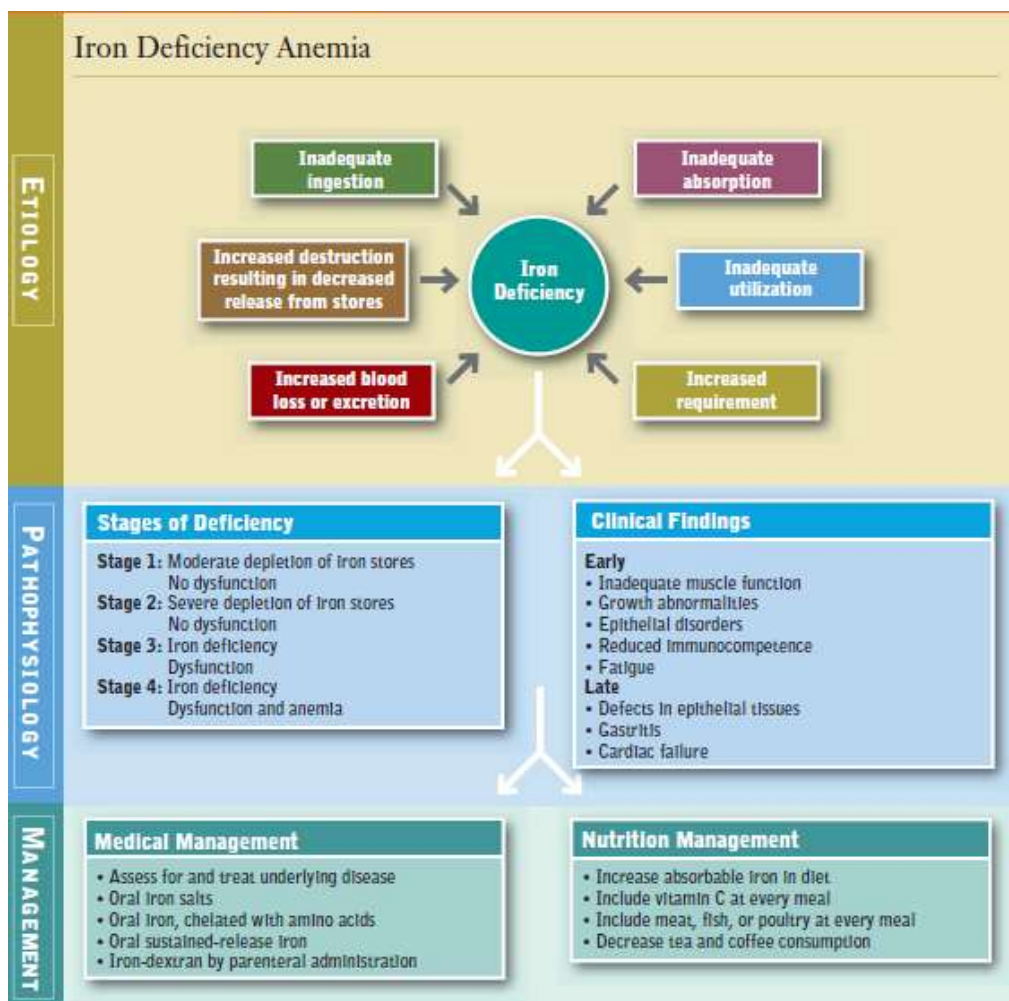 Iron Deficiency Anemia
ETIOLOGY
Inadequate
ingestion
Inadequate
absorption
Increased destruction
resulting in decreased
release from stores
Iron
Deficiency
Inadequate
utilization
Increased blood
loss or excretion
Increased
requirement
PATHOPHYSIOLOGY
Stages of Deficiency
Stage 1: Moderate depletion of iron stores
No dysfunction
Stage 2: Severe depletion of iron stores
No dysfunction
Stage 3: Iron deficiency
Dysfunction
Stage 4: Iron deficiency
Dysfunction and anemia
Clinical Findings
Early
• Inadequate muscle function
• Growth abnormalities
• Epithelial disorders
• Reduced immunocompetence
• Fatigue
Late
• Defects in epithelial tissues
• Gastritis
• Cardiac failure
MANAGEMENT
Medical Management
• Assess for and treat underlying disease
• Oral iron salts
• Oral iron, chelated with amino acids
• Oral sustained-release iron
• Iron-dextran by parenteral administration
Nutrition Management
• Increase absorbable iron in diet
• Include vitamin C at every meal
• Include meat, fish, or poultry at every meal
• Decrease tea and coffee consumption